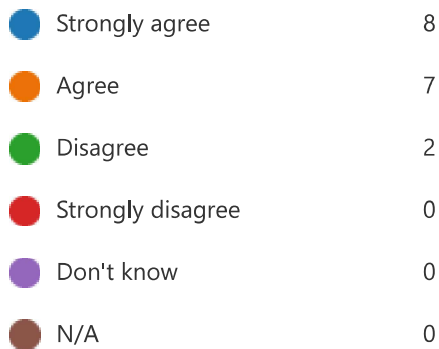 Strongly agree 8
Agree 7
Disagree 2
Strongly disagree 0
Don't know 0
N/A 0